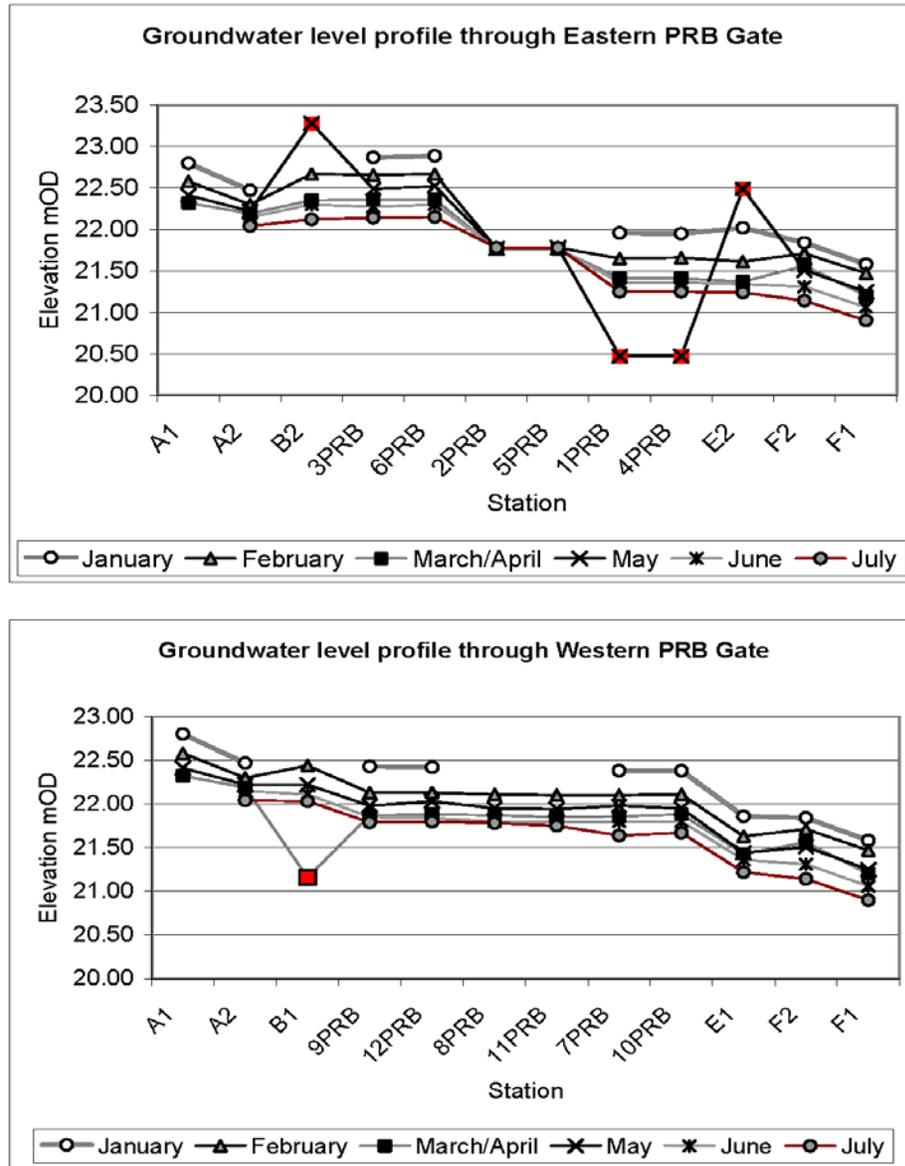 Groundwater level profile through Eastern PRB Gate
23.50
23.00
22.50
22.00
21.50
21.00
20.50
20.00
Elevation mOD
A1 A2 B2 3PRB 6PRB 2PRB 5PRB 1PRB 4PRB E2 F2 F1
Station
January February March/April May June July
Groundwater level profile through Western PRB Gate
23.00
22.50
22.00
21.50
21.00
20.50
20.00
Elevation mOD
A1 A2 B1 9PRB 12PRB 8PRB 11PRB 7PRB 10PRB E1 F2 F1
Station
January February March/April May June July